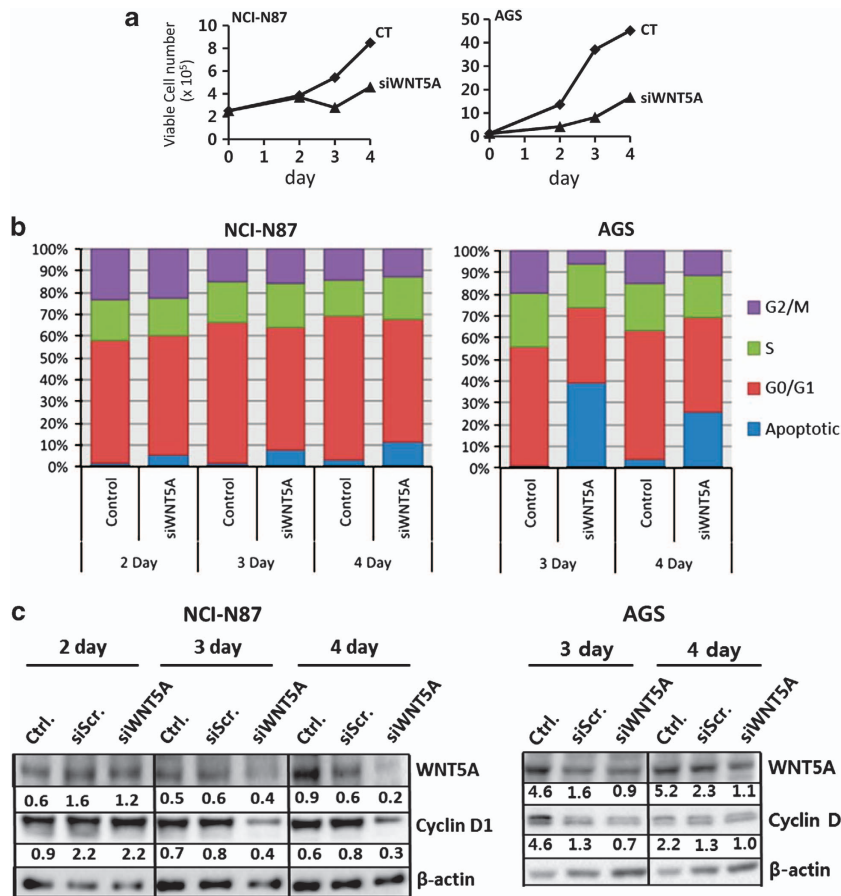 a
NCI-N87
AGS
Viable Cell number
(x 10⁵)
10
8
6
4
2
0
CT
siWNT5A
0 1 2 3 4
day
50
40
30
20
10
0
CT
siWNT5A
0 1 2 3 4
day
b
NCI-N87
AGS
100%
90%
80%
70%
60%
50%
40%
30%
20%
10%
0%
Control
siWNT5A
Control
siWNT5A
Control
siWNT5A
2 Day 3 Day 4 Day
100%
90%
80%
70%
60%
50%
40%
30%
20%
10%
0%
Control
siWNT5A
Control
siWNT5A
3 Day 4 Day
G2/M
S
G0/G1
Apoptotic
c
NCI-N87
2 day 3 day 4 day
Ctrl. siScr. siWNT5A Ctrl. siScr. siWNT5A Ctrl. siScr. siWNT5A
WNT5A
0.6 1.6 1.2 0.5 0.6 0.4 0.9 0.6 0.2
Cyclin D1
0.9 2.2 2.2 0.7 0.8 0.4 0.6 0.8 0.3
β-actin
AGS
3 day 4 day
Ctrl. siScr. siWNT5A Ctrl. siScr. siWNT5A
WNT5A
4.6 1.6 0.9 5.2 2.3 1.1
Cyclin D
4.6 1.3 0.7 2.2 1.3 1.0
β-actin